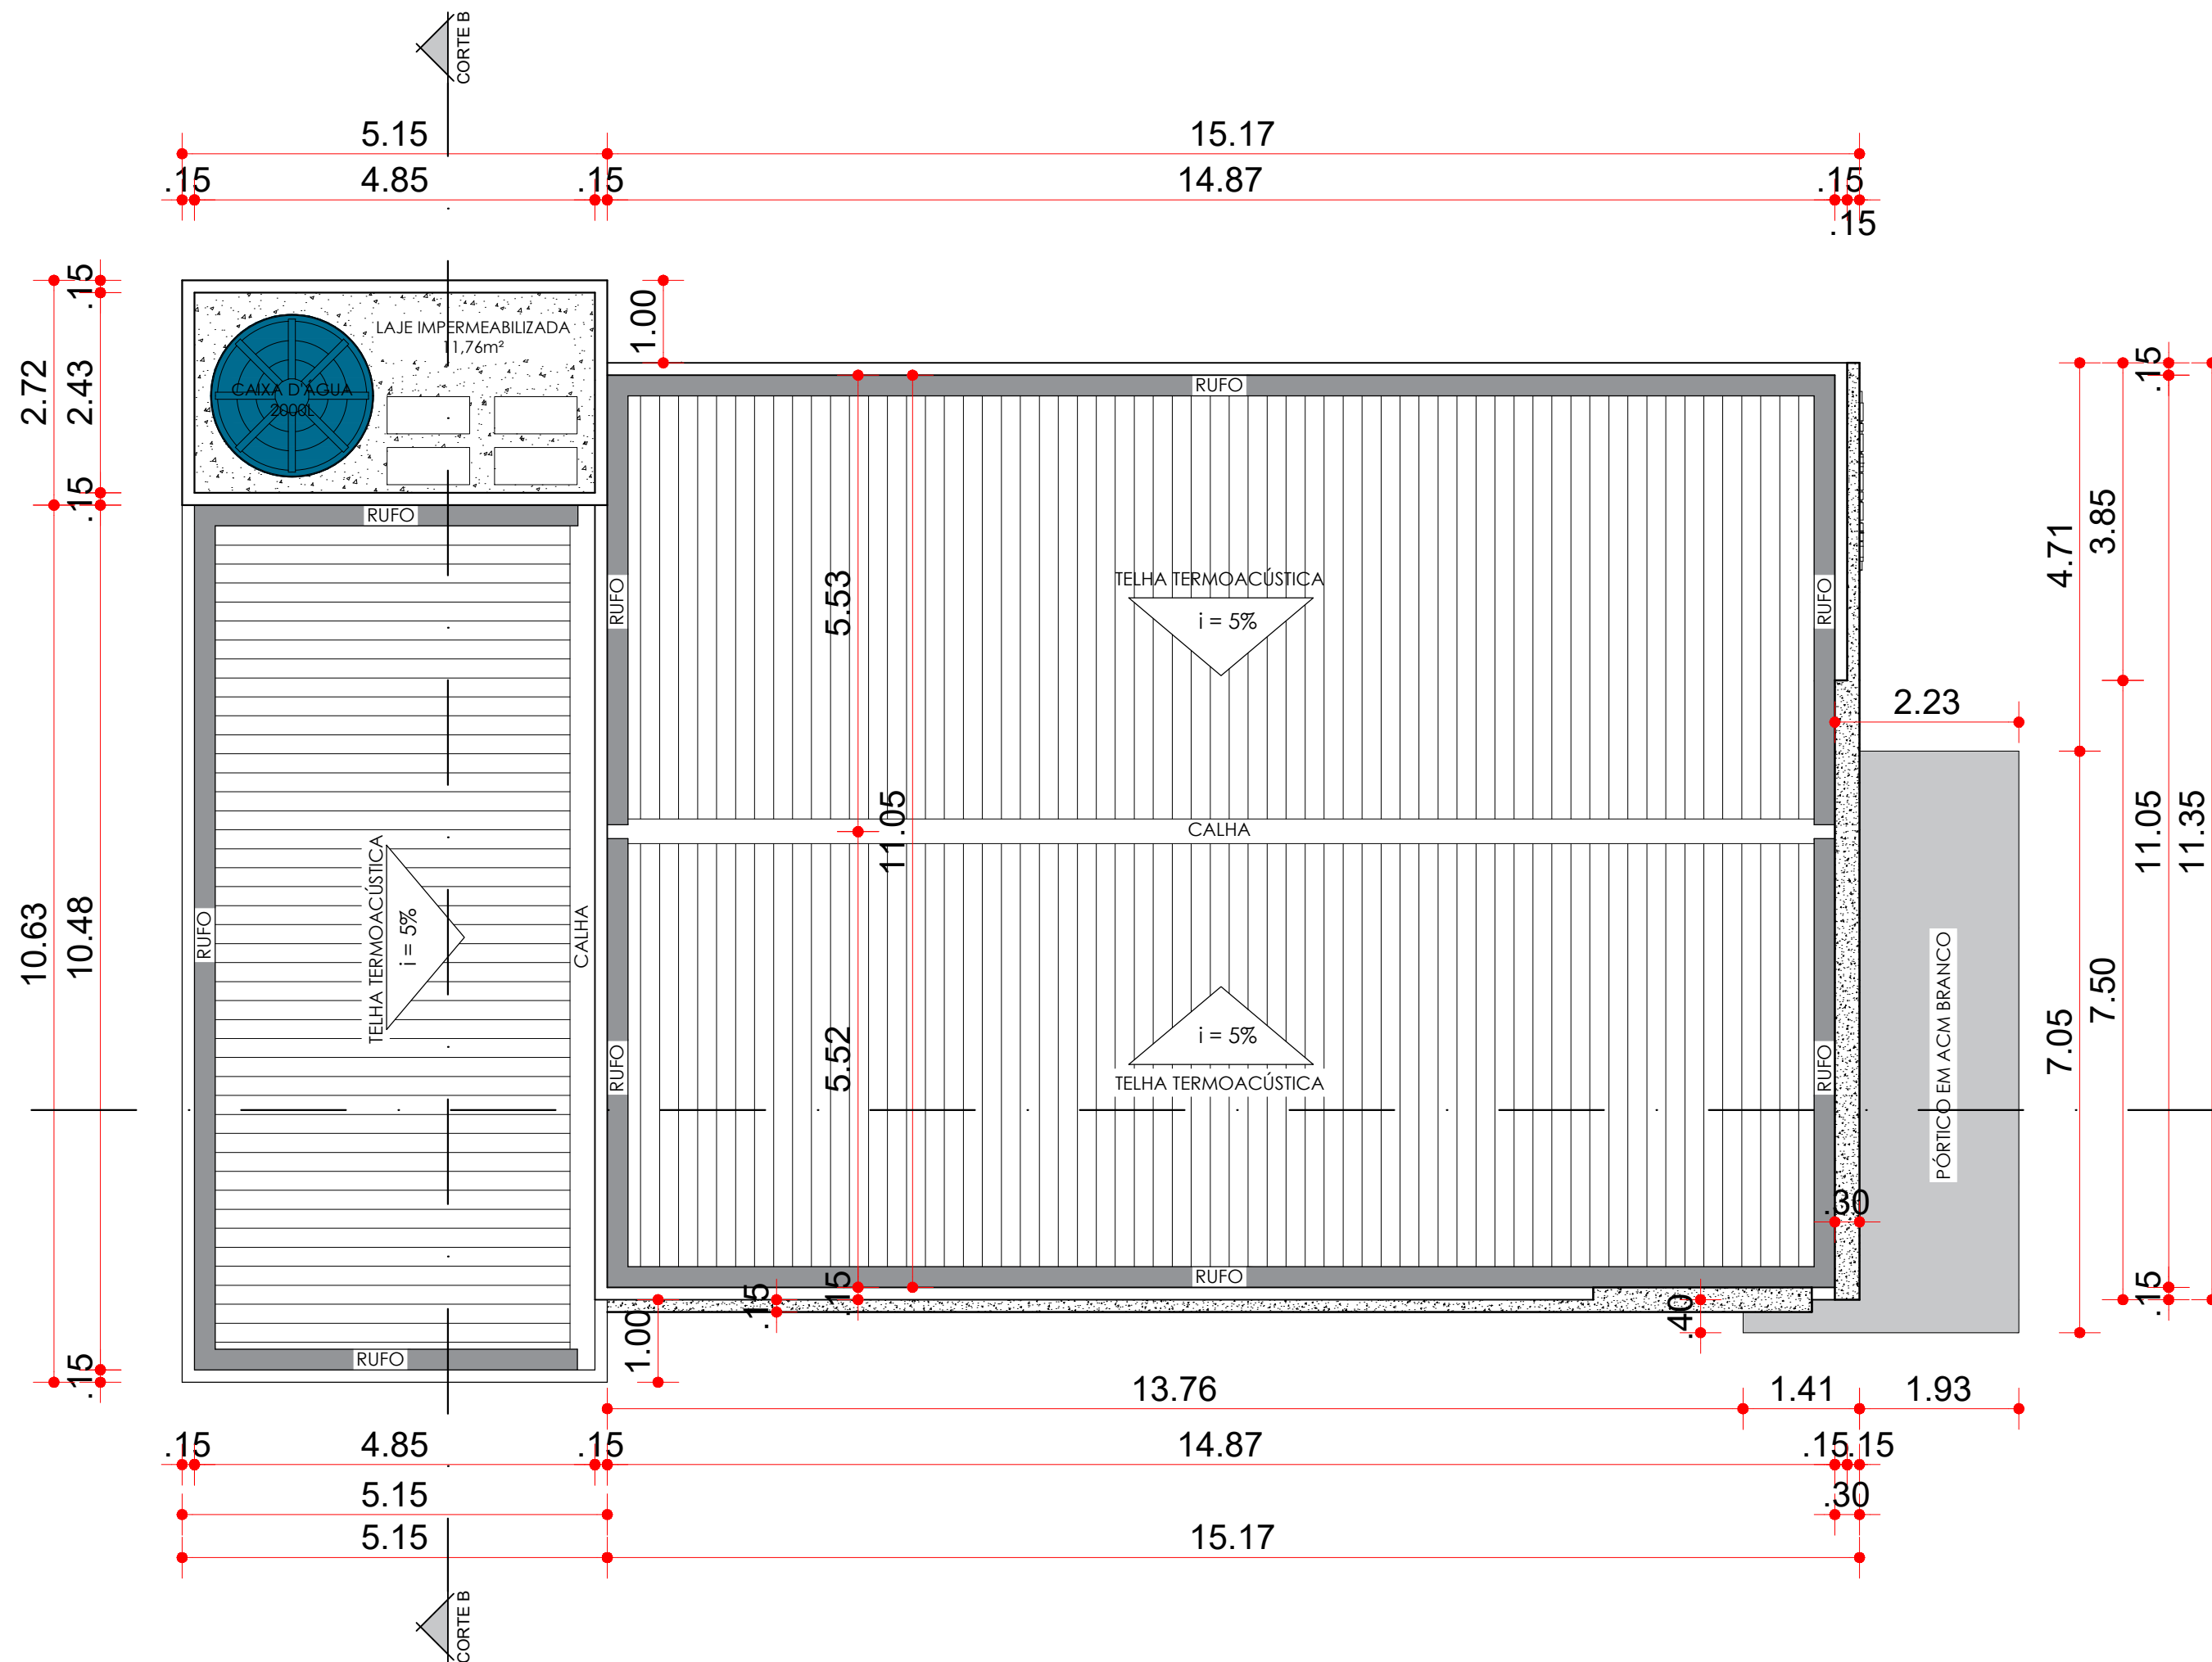 CORTE B
5.15
15.17
.15
4.85
.15
14.87
.15
.15
.15
1.00
LAJE IMPERMEABILIZADA
11,76m²
CAIXA D'ÁGUA
2000L
2.72
2.43
.15
RUFO
RUFO
.15
3.85
4.71
RUFO
5.53
TELHA TERMOACÚSTICA
i = 5%
RUFO
2.23
11.05
CALHA
11.05
11.35
10.63
10.48
RUFO
TELHA TERMOACÚSTICA
i = 5%
CALHA
RUFO
5.52
i = 5%
TELHA TERMOACÚSTICA
RUFO
PÓRTICO EM ACM BRANCO
7.05
7.50
.30
RUFO
.15
.15
.15
.40
1.00
RUFO
.15
13.76
1.41
1.93
.15
4.85
.15
14.87
.15
.15
5.15
.30
5.15
15.17
CORTE B